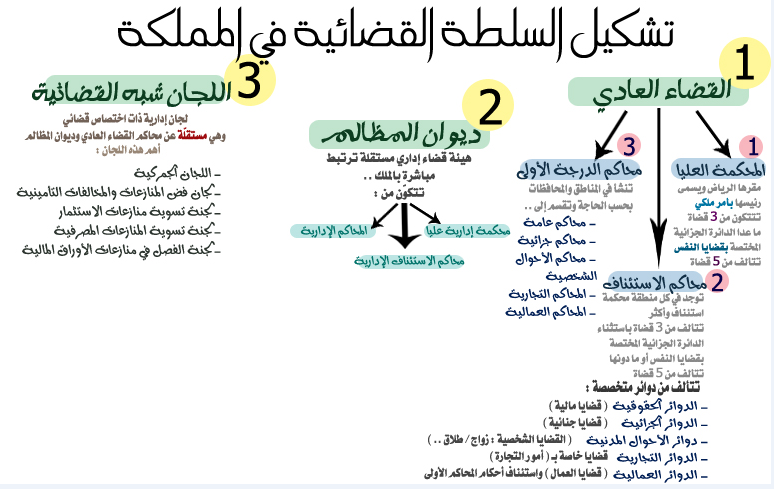 تشكيل السلطة القضائية في المملكة
1
القضاء العادي
1
المحكمة العليا
مقرها الرياض ويسمى
رئيسها بأمر ملكي
تتتكون من 3 قضاة
ما عدا الدائرة الجزائية
المختصة بقضايا النفس
تتالف من 5 قضاة
2
محاكم الاستئناف
توجد في كل منطقة محكمة
استئناف وأكثر
تتألف من 3 قضاة باستثناء
الدائرة الجزائية المختصة
بقضايا النفس أو ما دونها
تتالف من 5 قضاة
تتألف من دوائر متخصصة :
- الدوائر الحقوقية ( قضايا مالية )
- الدوائر الجزائية ( قضايا جنائية )
- دوائر الأحوال المدنية ( القضايا الشخصية : زواج / طلاق .. )
- الدوائر التجارية قضايا خاصة بـ ( أمور التجارة )
- الدوائر العمالية ( قضايا العمال ) واستئناف أحكام المحاكم الأولى
3
محاكم الدرجة الأولى
تنشأ في المناطق والمحافظات
بحسب الحاجة وتقسم إلى ..
- محاكم عامة
- محاكم جزائية
- محاكم الأحوال
الشخصية
- المحاكم التجارية
- المحاكم العمالية
2
ديوان المظالم
هيئة قضاء إداري مستقلة ترتبط
مباشرة بالملك ..
تتكوّن من :
محكمة إدارية عليا
المحاكم الإدارية
محاكم الاستئناف الإدارية
3
اللجان شبه القضائية
لجان إدارية ذات اختصاص قضائي
وهي مستقلّة عن محاكم القضاء العادي وديوان المظالم
أهم هذه اللجان :
- اللجان الجمركية
- لجان فض المنازعات والمخالفات التأمينية
- لجنة تسوية منازعات الاستثمار
- لجنة تسوية المنازعات المصرفية
- لجنة الفصل في منازعات الأوراق المالية